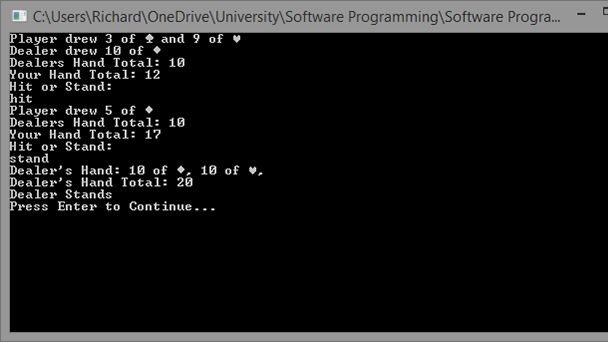 C:\Users\Richard\OneDrive\University\Software Programming\Software Progra...
Player drew 3 of ♣ and 9 of ♥
Dealer drew 10 of ♦
Dealers Hand Total: 10
Your Hand Total: 12
Hit or Stand:
hit
Player drew 5 of ♦
Dealers Hand Total: 10
Your Hand Total: 17
Hit or Stand:
stand
Dealer's Hand: 10 of ♦, 10 of ♥,
Dealer's Hand Total: 20
Dealer Stands
Press Enter to Continue...